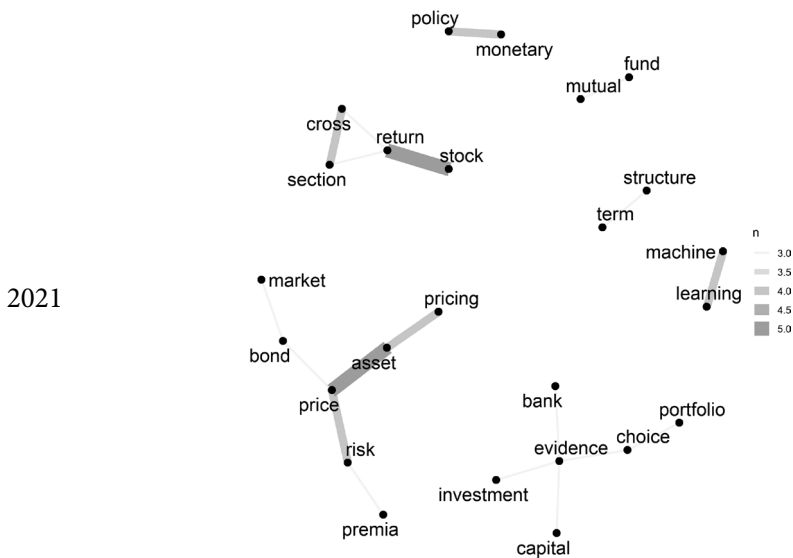 policy
monetary
fund
mutual
cross
return
stock
section
structure
term
n
machine
3.0
3.5
learning
4.0
4.5
5.0
2021
market
pricing
bond
asset
price
bank
portfolio
choice
evidence
risk
investment
premia
capital